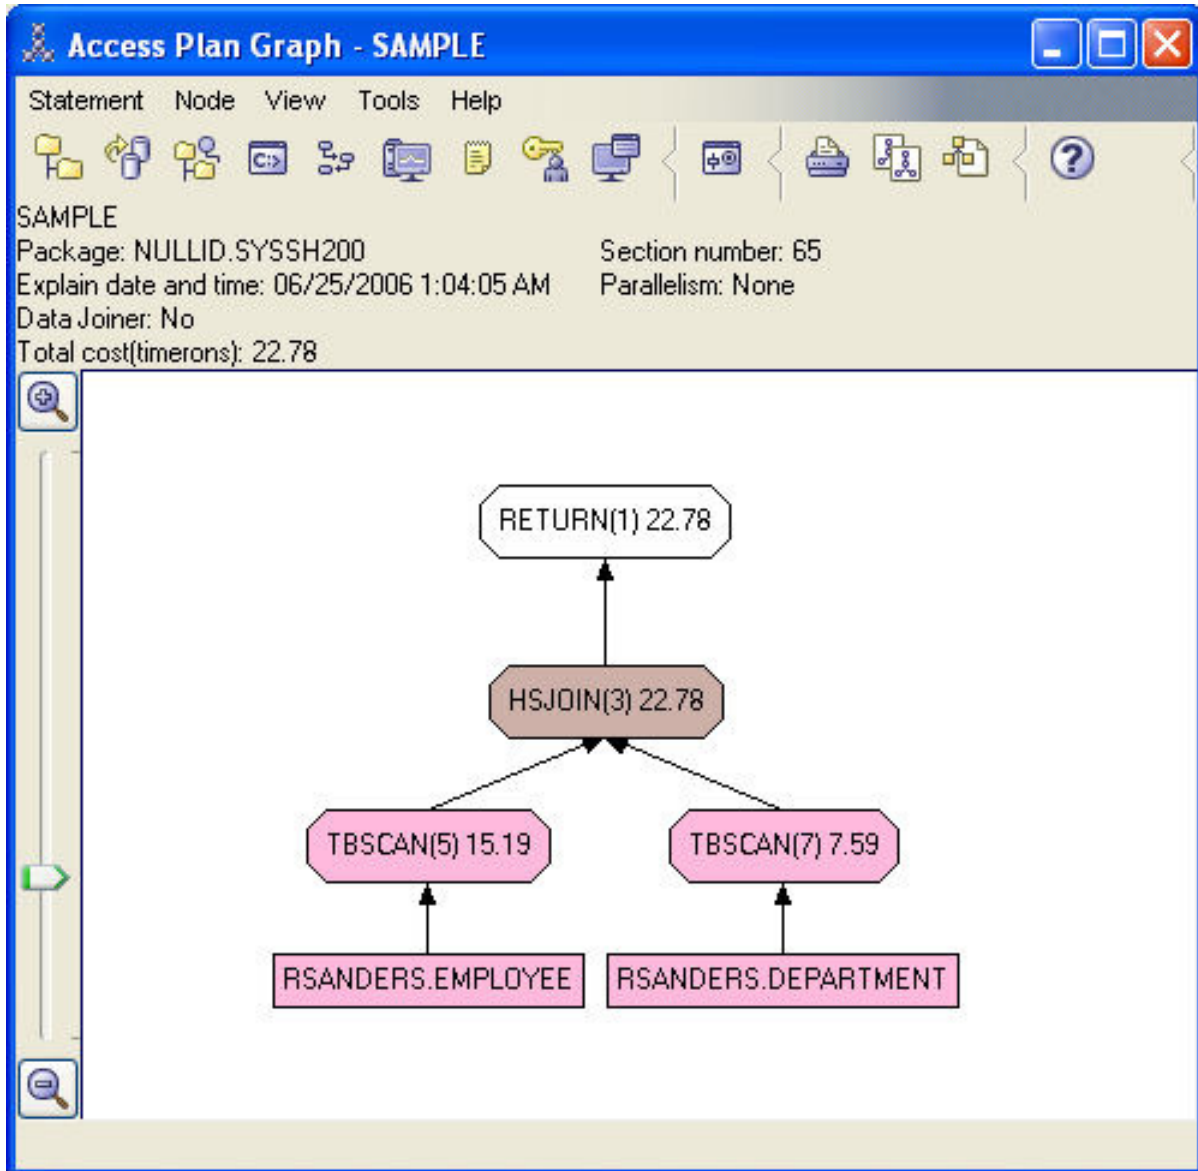 Access Plan Graph - SAMPLE
Statement Node View Tools Help
C:>
?
SAMPLE
Package: NULLID.SYSSH200 Section number: 65
Explain date and time: 06/25/2006 1:04:05 AM Parallelism: None
Data Joiner: No
Total cost(timerons): 22.78
RETURN(1) 22.78
HSJOIN(3) 22.78
TBSCAN(5) 15.19 TBSCAN(7) 7.59
RSANDERS.EMPLOYEE RSANDERS.DEPARTMENT